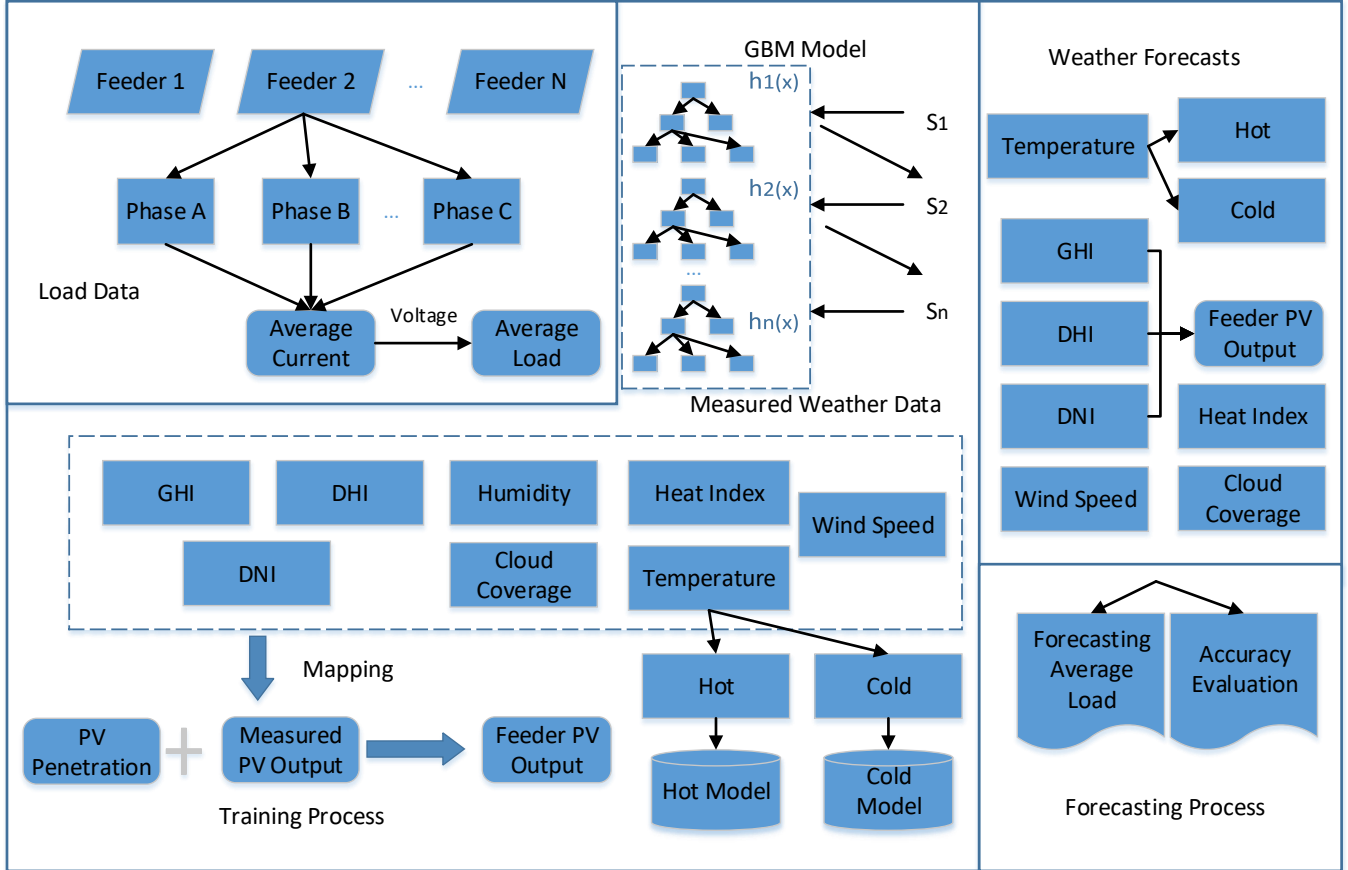 Feeder 1
Feeder 2
...
Feeder N
Phase A
Phase B
...
Phase C
Load Data
Average
Current
Voltage
Average
Load
GBM Model
h1(x)
S1
h2(x)
S2
...
hn(x)
Sn
Measured Weather Data
GHI
DHI
Humidity
Heat Index
Wind Speed
DNI
Cloud
Coverage
Temperature
Mapping
Hot
Cold
PV
Penetration
+
Measured
PV Output
Feeder PV
Output
Hot Model
Cold
Model
Training Process
Weather Forecasts
Temperature
Hot
Cold
GHI
DHI
Feeder PV
Output
DNI
Heat Index
Wind Speed
Cloud
Coverage
Forecasting
Average
Load
Accuracy
Evaluation
Forecasting Process